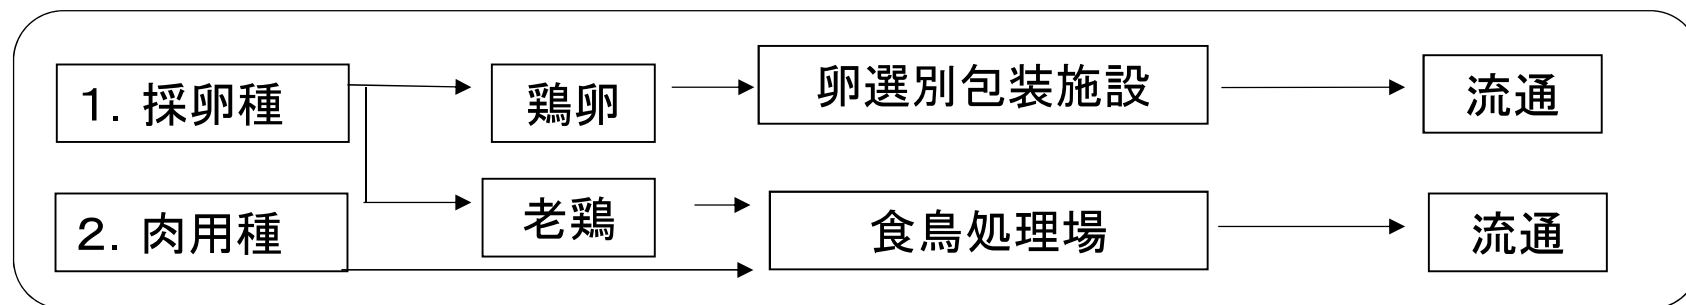 1. 採卵種
鶏卵
卵選別包装施設
流通
2. 肉用種
老鶏
食鳥処理場
流通